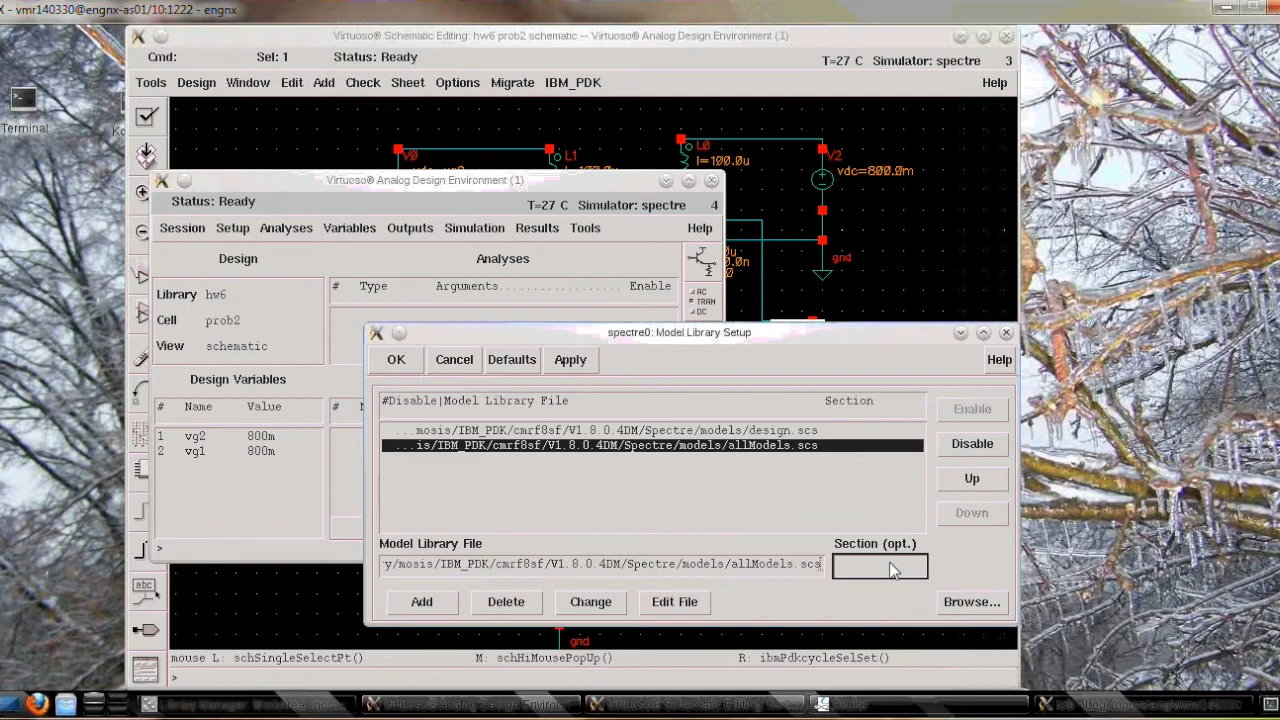 X - vmr140330@engnx-as01/10:1222 - engnx
Virtuoso® Schematic Editing: hw6 prob2 schematic -- Virtuoso® Analog Design Environment (1)
Cmd: Sel: 1 Status: Ready T=27 C Simulator: spectre 3
Tools Design Window Edit Add Check Sheet Options Migrate IBM_PDK Help
Terminal
V0 L1
L0
l=100.0u
V2
vdc=800.0m
gnd
Virtuoso® Analog Design Environment (1)
Status: Ready T=27 C Simulator: spectre 4
Session Setup Analyses Variables Outputs Simulation Results Tools Help
Design Analyses
# Type Arguments.................. Enable
Library hw6
Cell prob2
View schematic
AC
TRAN
DC
Design Variables
# Name Value #
1 vg2 800m
2 vg1 800m
>
spectre0: Model Library Setup
OK Cancel Defaults Apply Help
#Disable|Model Library File Section
...mosis/IBM_PDK/cmrf8sf/V1.8.0.4DM/Spectre/models/design.scs
...is/IBM_PDK/cmrf8sf/V1.8.0.4DM/Spectre/models/allModels.scs
Enable
Disable
Up
Down
Model Library File Section (opt.)
y/mosis/IBM_PDK/cmrf8sf/V1.8.0.4DM/Spectre/models/allModels.scs
Add Delete Change Edit File Browse...
abc
gnd
mouse L: schSingleSelectPt() M: schHiMousePopUp() R: ibmPdkcycleSelSet()
>